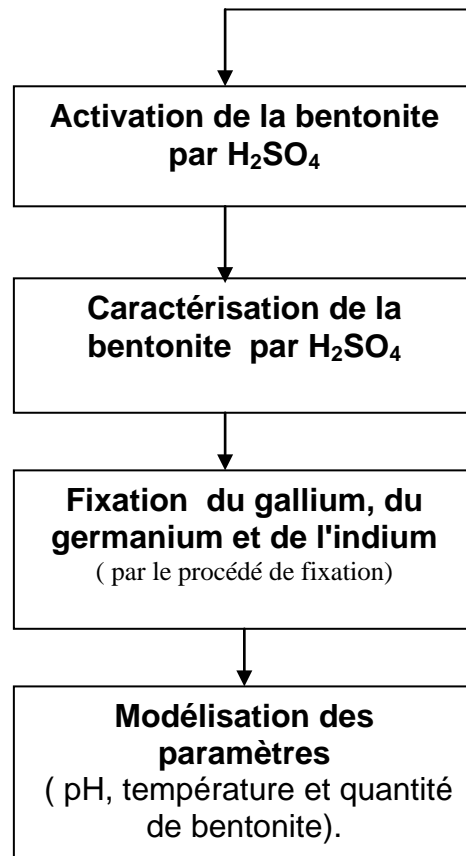 Activation de la bentonite
par H₂SO₄
Caractérisation de la
bentonite par H₂SO₄
Fixation du gallium, du
germanium et de l'indium
( par le procédé de fixation)
Modélisation des
paramètres
( pH, température et quantité
de bentonite).